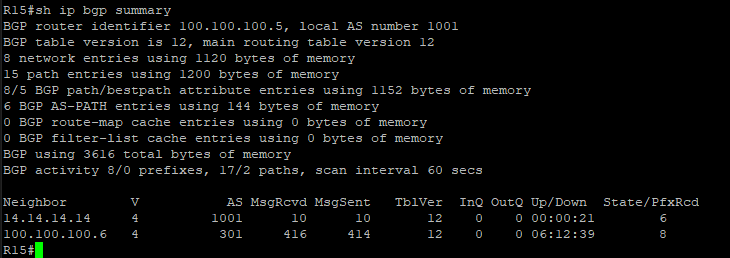 R15#sh ip bgp summary
BGP router identifier 100.100.100.5, local AS number 1001
BGP table version is 12, main routing table version 12
8 network entries using 1120 bytes of memory
15 path entries using 1200 bytes of memory
8/5 BGP path/bestpath attribute entries using 1152 bytes of memory
6 BGP AS-PATH entries using 144 bytes of memory
0 BGP route-map cache entries using 0 bytes of memory
0 BGP filter-list cache entries using 0 bytes of memory
BGP using 3616 total bytes of memory
BGP activity 8/0 prefixes, 17/2 paths, scan interval 60 secs
Neighbor V AS MsgRcvd MsgSent TblVer InQ OutQ Up/Down State/PfxRcd
14.14.14.14 4 1001 10 10 12 0 0 00:00:21 6
100.100.100.6 4 301 416 414 12 0 0 06:12:39 8
R15#